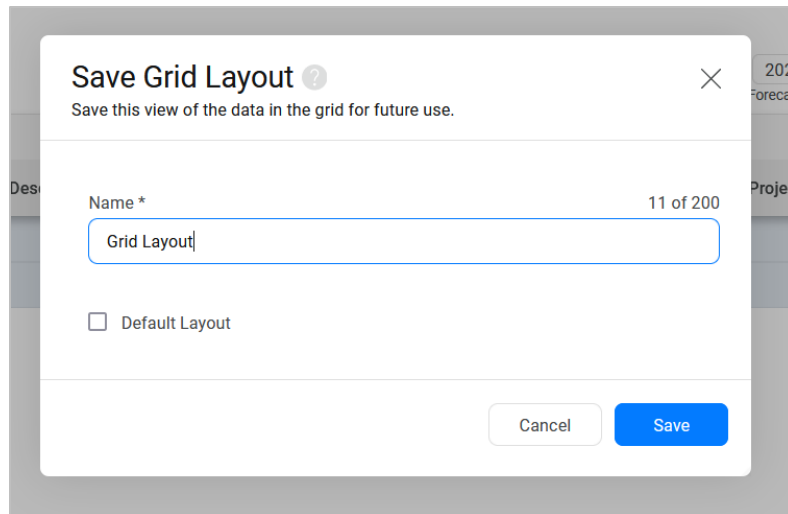 Save Grid Layout ?
Save this view of the data in the grid for future use.
Name * 11 of 200
Grid Layout
Default Layout
Cancel Save